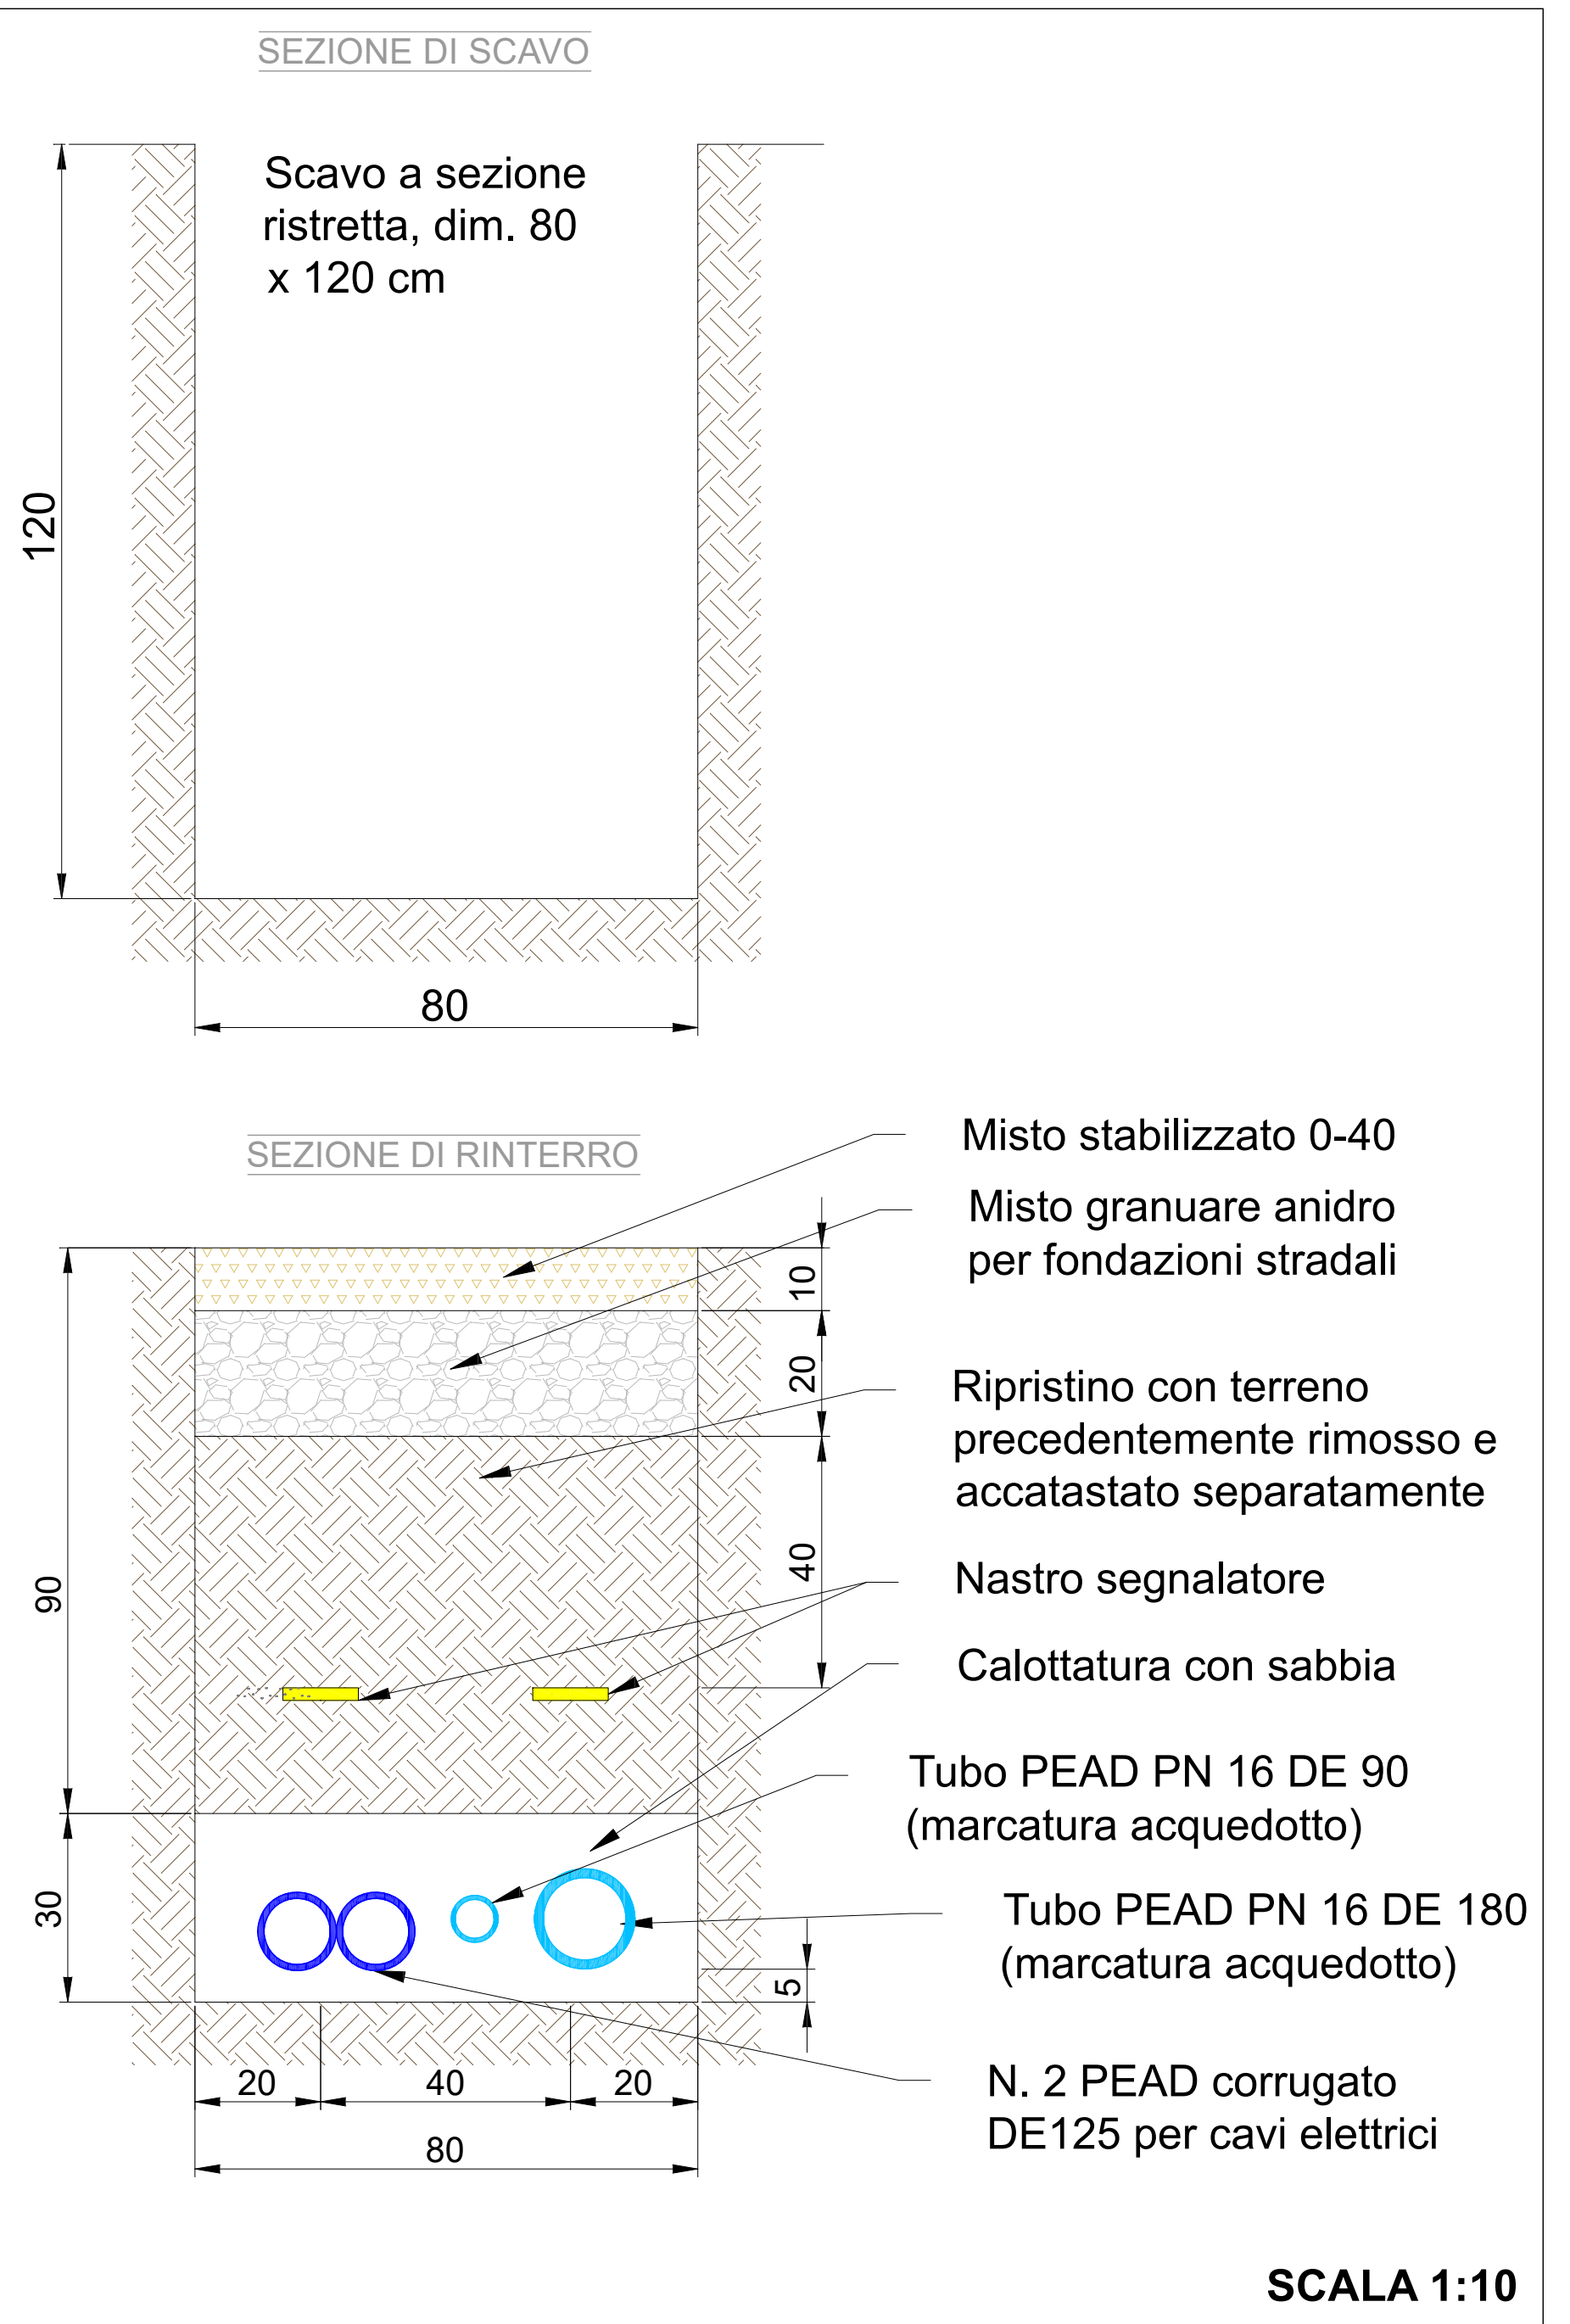 SEZIONE DI SCAVO
Scavo a sezione
ristretta, dim. 80
x 120 cm
120
80
SEZIONE DI RINTERRO
Misto stabilizzato 0-40
Misto granuare anidro
per fondazioni stradali
10
20
Ripristino con terreno
precedentemente rimosso e
accatastato separatamente
40
90
Nastro segnalatore
Calottatura con sabbia
Tubo PEAD PN 16 DE 90
(marcatura acquedotto)
30
Tubo PEAD PN 16 DE 180
(marcatura acquedotto)
5
20 40 20
80
N. 2 PEAD corrugato
DE125 per cavi elettrici
SCALA 1:10